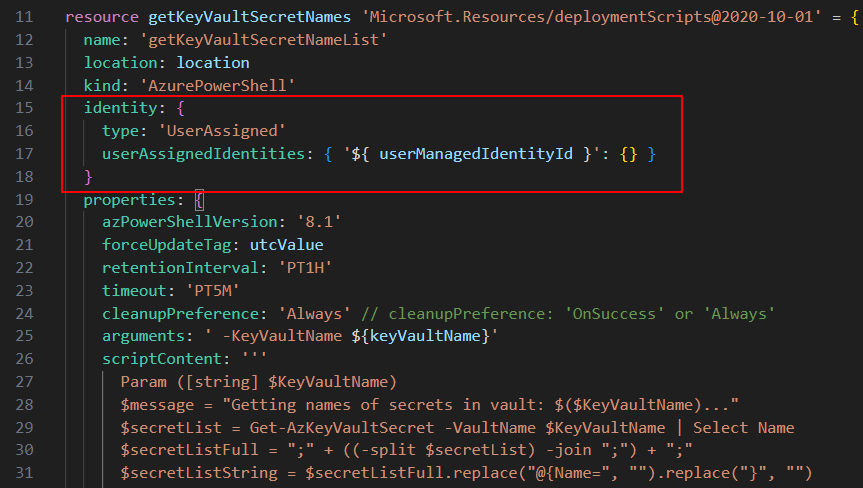 11 resource getKeyVaultSecretNames 'Microsoft.Resources/deploymentScripts@2020-10-01' = {
12 name: 'getKeyVaultSecretNameList'
13 location: location
14 kind: 'AzurePowerShell'
15 identity: {
16 type: 'UserAssigned'
17 userAssignedIdentities: { '${ userManagedIdentityId }': {} }
18 }
19 properties: {
20 azPowerShellVersion: '8.1'
21 forceUpdateTag: utcValue
22 retentionInterval: 'PT1H'
23 timeout: 'PT5M'
24 cleanupPreference: 'Always' // cleanupPreference: 'OnSuccess' or 'Always'
25 arguments: ' -KeyVaultName ${keyVaultName}'
26 scriptContent: '''
27 Param ([string] $KeyVaultName)
28 $message = "Getting names of secrets in vault: $($KeyVaultName)..."
29 $secretList = Get-AzKeyVaultSecret -VaultName $KeyVaultName | Select Name
30 $secretListFull = ";" + ((-split $secretList) -join ";") + ";"
31 $secretListString = $secretListFull.replace("@{Name=", "").replace("}", "")